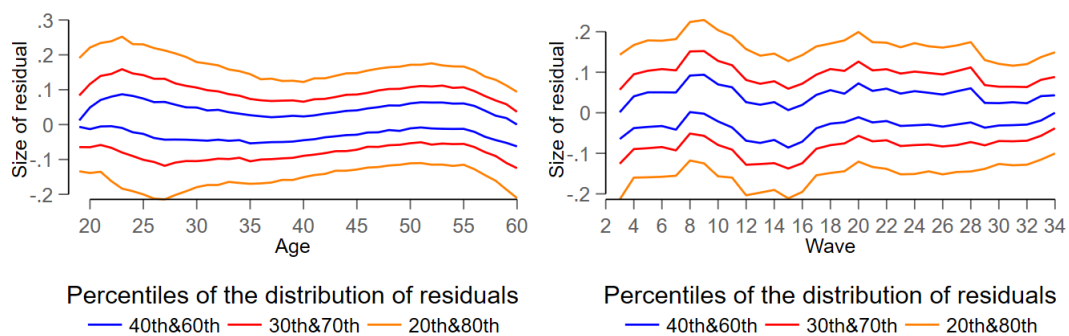 Size of residual
.3
.2
.1
0
-.1
-.2
20 25 30 35 40 45 50 55 60
Age
Percentiles of the distribution of residuals
40th&60th 30th&70th 20th&80th
Size of residual
.2
.1
0
-.1
-.2
2 4 6 8 10 12 14 16 18 20 22 24 26 28 30 32 34
Wave
Percentiles of the distribution of residuals
40th&60th 30th&70th 20th&80th